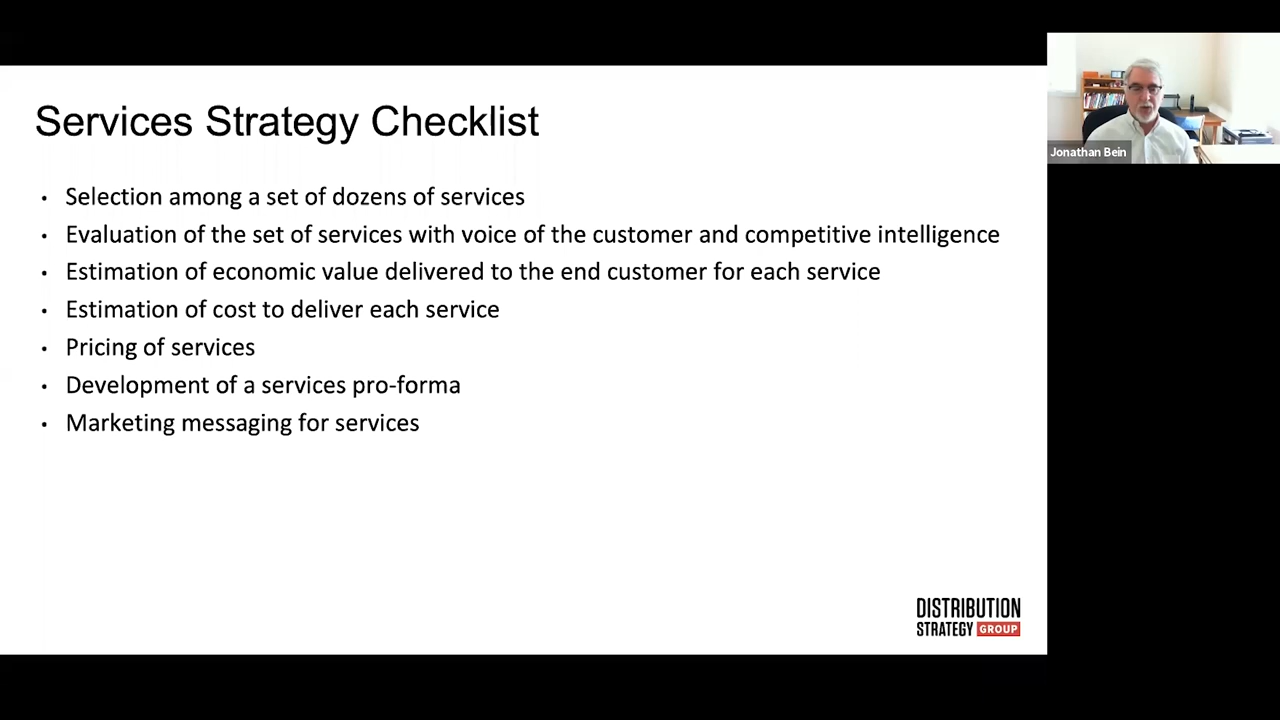 Services Strategy Checklist
• Selection among a set of dozens of services
• Evaluation of the set of services with voice of the customer and competitive intelligence
• Estimation of economic value delivered to the end customer for each service
• Estimation of cost to deliver each service
• Pricing of services
• Development of a services pro-forma
• Marketing messaging for services
Jonathan Bein
DISTRIBUTION
STRATEGY GROUP